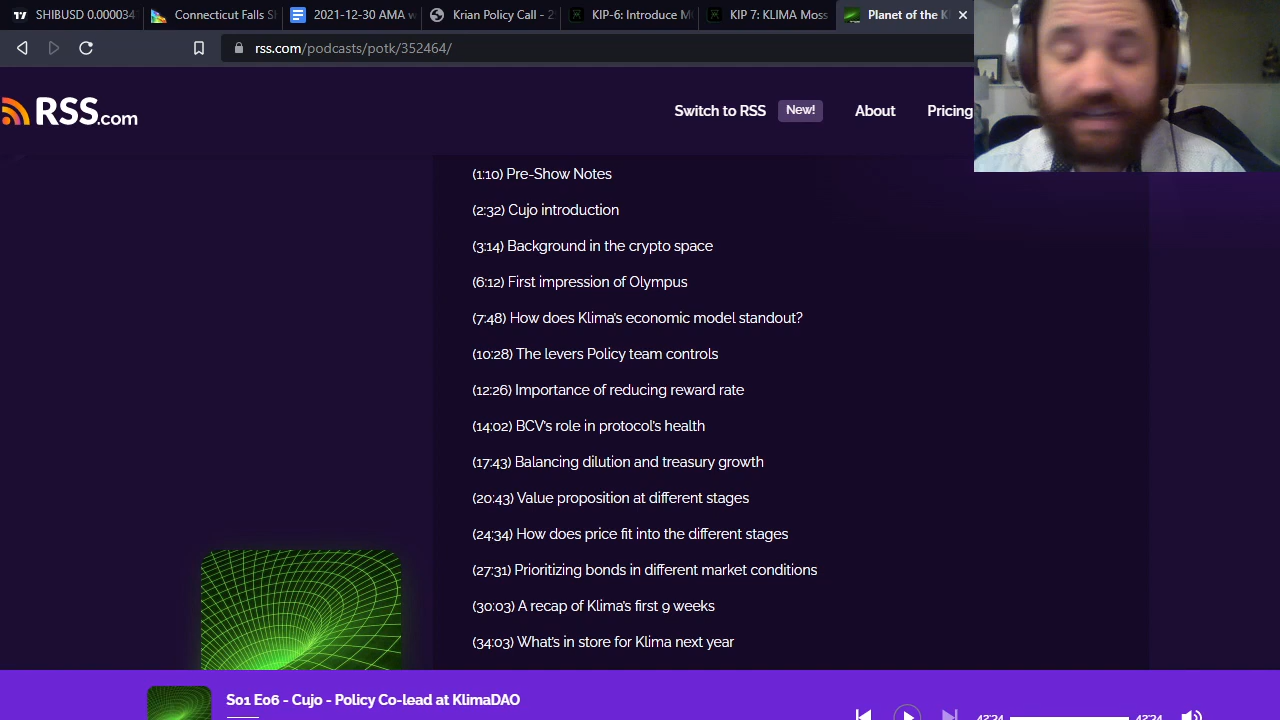 SHIBUSD 0.0000341
Connecticut Falls S
2021-12-30 AMA w
Krian Policy Call - 2
KIP-6: Introduce M
KIP 7: KLIMA Moss
Planet of the K
rss.com/podcasts/potk/352464/
RSS.com
Switch to RSS New! About Pricing
(1:10) Pre-Show Notes
(2:32) Cujo introduction
(3:14) Background in the crypto space
(6:12) First impression of Olympus
(7:48) How does Klima's economic model standout?
(10:28) The levers Policy team controls
(12:26) Importance of reducing reward rate
(14:02) BCV's role in protocol's health
(17:43) Balancing dilution and treasury growth
(20:43) Value proposition at different stages
(24:34) How does price fit into the different stages
(27:31) Prioritizing bonds in different market conditions
(30:03) A recap of Klima's first 9 weeks
(34:03) What's in store for Klima next year
S01 E06 - Cujo - Policy Co-lead at KlimaDAO
42:24 42:24